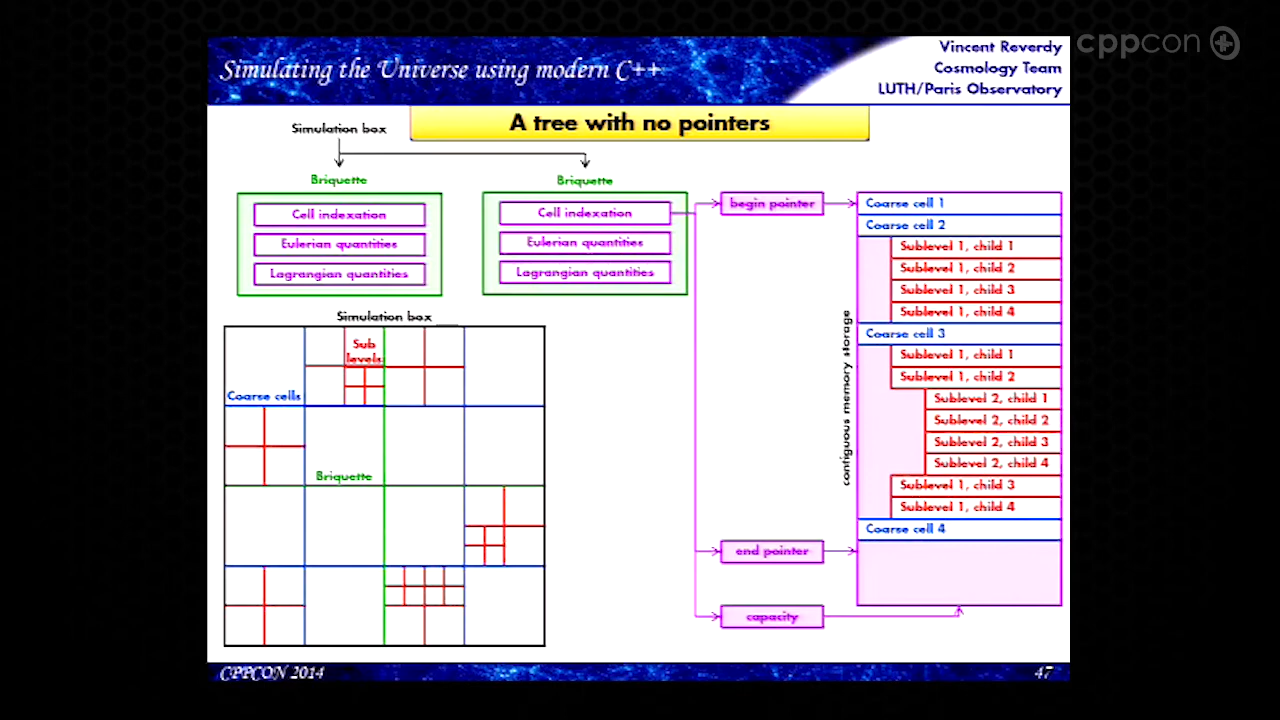 Simulating the Universe using modern C++
Vincent Reverdy
Cosmology Team
LUTH/Paris Observatory
cppcon
A tree with no pointers
Simulation box
Briquette
Cell indexation
Eulerian quantities
Lagrangian quantities
Briquette
Cell indexation
Eulerian quantities
Lagrangian quantities
begin pointer
end pointer
capacity
contiguous memory storage
Coarse cell 1
Coarse cell 2
Sublevel 1, child 1
Sublevel 1, child 2
Sublevel 1, child 3
Sublevel 1, child 4
Coarse cell 3
Sublevel 1, child 1
Sublevel 1, child 2
Sublevel 2, child 1
Sublevel 2, child 2
Sublevel 2, child 3
Sublevel 2, child 4
Sublevel 1, child 3
Sublevel 1, child 4
Coarse cell 4
Simulation box
Sub
levels
Coarse cells
Briquette
CPPCON 2014
47